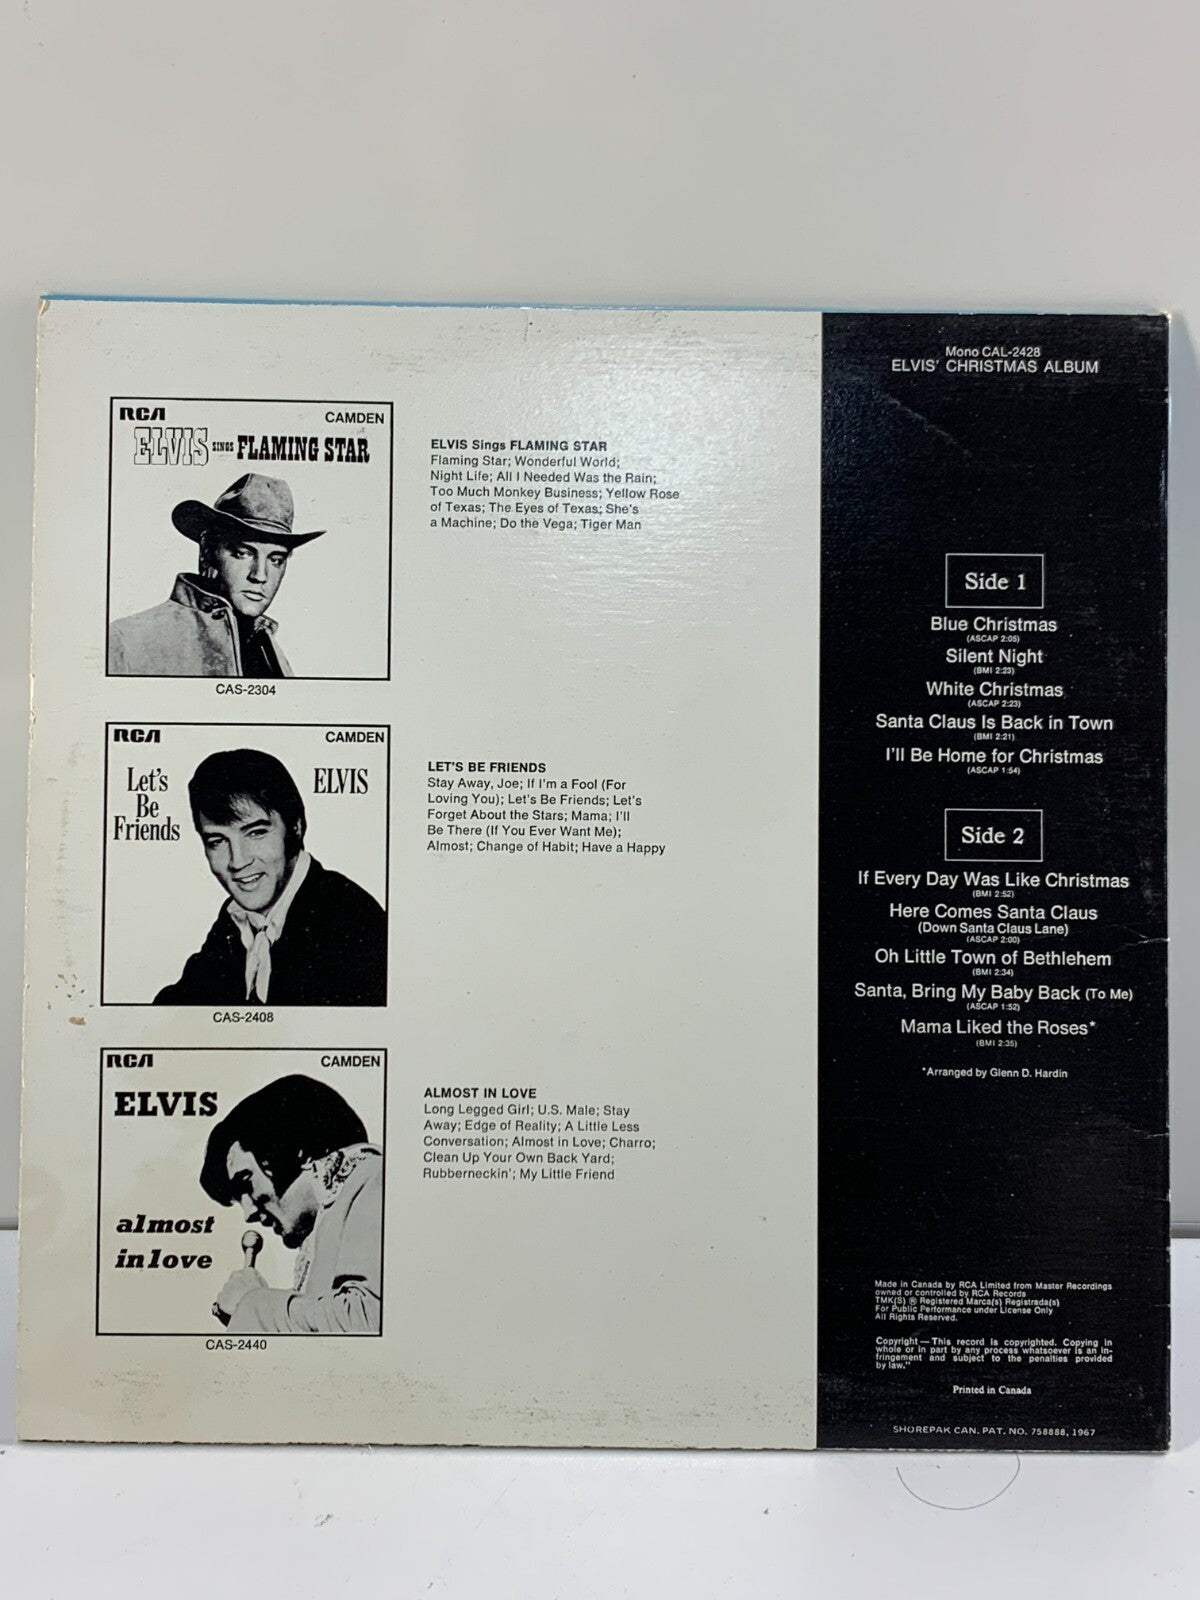 RCA CAMDEN
ELVIS SINGS FLAMING STAR
CAS-2304
ELVIS Sings FLAMING STAR
Flaming Star; Wonderful World;
Night Life; All I Needed Was the Rain;
Too Much Monkey Business; Yellow Rose
of Texas; The Eyes of Texas; She's
a Machine; Do the Vega; Tiger Man
RCA CAMDEN
Let's
Be
Friends
ELVIS
CAS-2408
LET'S BE FRIENDS
Stay Away, Joe; If I'm a Fool (For
Loving You); Let's Be Friends; Let's
Forget About the Stars; Mama; I'll
Be There (If You Ever Want Me);
Almost; Change of Habit; Have a Happy
RCA CAMDEN
ELVIS
almost
in love
CAS-2440
ALMOST IN LOVE
Long Legged Girl; U.S. Male; Stay
Away; Edge of Reality; A Little Less
Conversation; Almost in Love; Charro;
Clean Up Your Own Back Yard;
Rubberneckin'; My Little Friend
Mono CAL-2428
ELVIS' CHRISTMAS ALBUM
Side 1
Blue Christmas
(ASCAP 2:05)
Silent Night
(BMI 2:23)
White Christmas
(ASCAP 2:23)
Santa Claus Is Back in Town
(BMI 2:21)
I'll Be Home for Christmas
(ASCAP 1:54)
Side 2
If Every Day Was Like Christmas
(BMI 2:52)
Here Comes Santa Claus
(Down Santa Claus Lane)
(ASCAP 2:00)
Oh Little Town of Bethlehem
(BMI 2:34)
Santa, Bring My Baby Back (To Me)
(ASCAP 1:52)
Mama Liked the Roses*
(BMI 2:35)
*Arranged by Glenn D. Hardin
Made in Canada by RCA Limited from Master Recordings
owned or controlled by RCA Records
TMK(S) ® Registered Marca(s) Registrada(s)
For Public Performance under License Only
All Rights Reserved.
Copyright — This record is copyrighted. Copying in
whole or in part by any process whatsoever is an in-
fringement and subject to the penalties provided
by law."
Printed in Canada
SHOREPAK CAN. PAT. NO. 758888, 1967